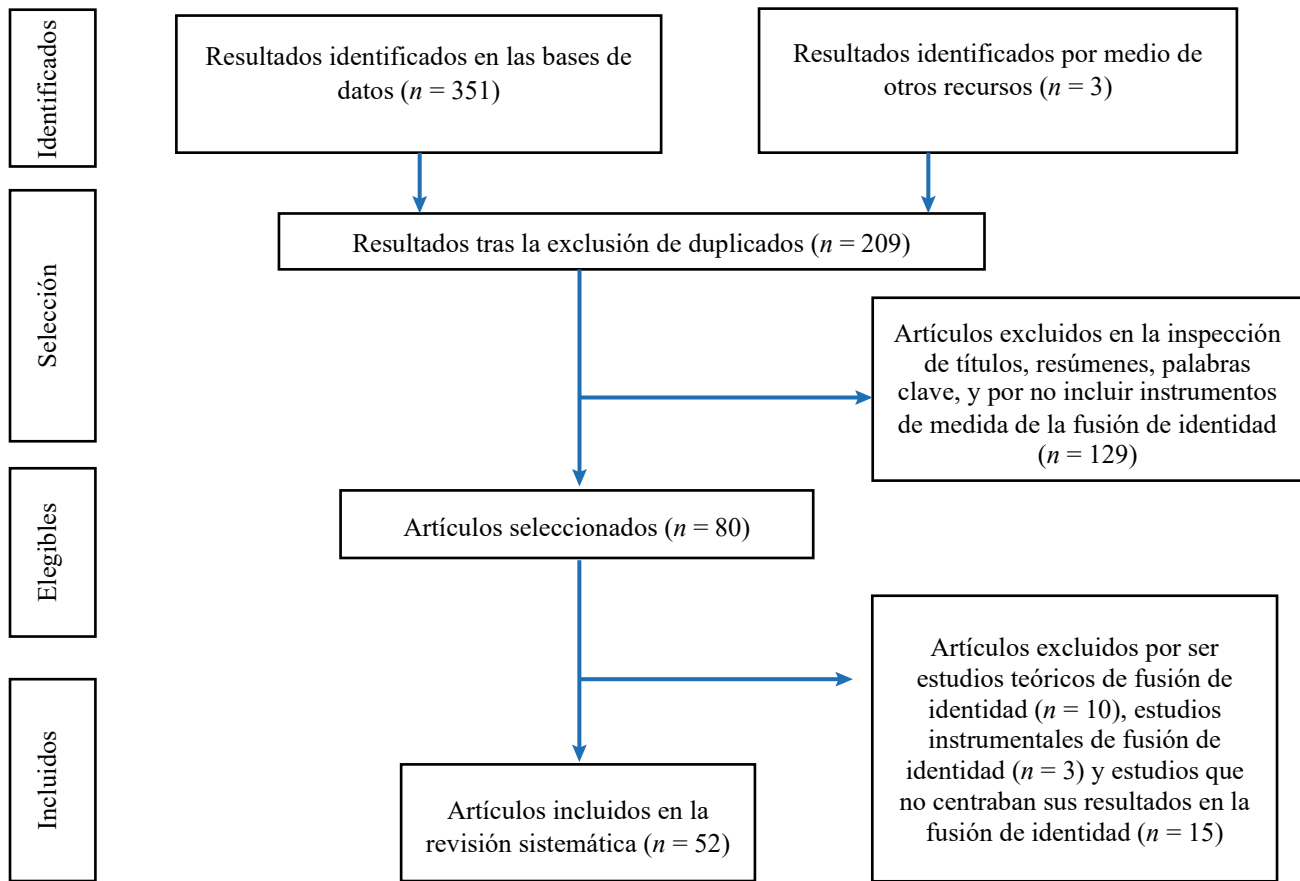 Identificados
Resultados identificados en las bases de
datos (n = 351)
Resultados identificados por medio de
otros recursos (n = 3)
Selección
Resultados tras la exclusión de duplicados (n = 209)
Artículos excluidos en la inspección
de títulos, resúmenes, palabras
clave, y por no incluir instrumentos
de medida de la fusión de identidad
(n = 129)
Elegibles
Artículos seleccionados (n = 80)
Incluidos
Artículos excluidos por ser
estudios teóricos de fusión de
identidad (n = 10), estudios
instrumentales de fusión de
identidad (n = 3) y estudios que
no centraban sus resultados en la
fusión de identidad (n = 15)
Artículos incluidos en la
revisión sistemática (n = 52)